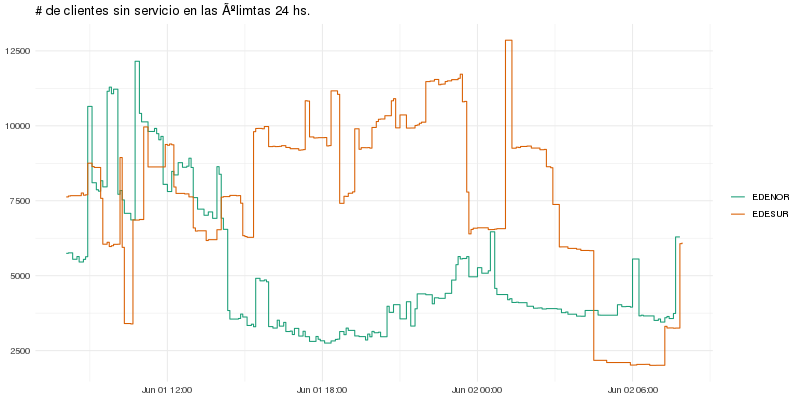 # de clientes sin servicio en las Ãºlimtas 24 hs.
12500
10000
7500
5000
2500
Jun 01 12:00
Jun 01 18:00
Jun 02 00:00
Jun 02 06:00
EDENOR
EDESUR